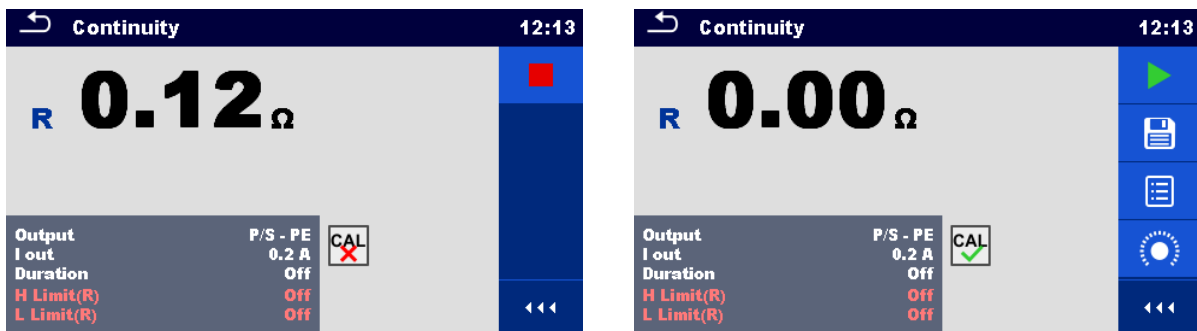 Continuity 12:13
R 0.12 Ω
Output P/S - PE
I out 0.2 A
Duration Off
H Limit(R) Off
L Limit(R) Off
CAL
Continuity 12:13
R 0.00 Ω
Output P/S - PE
I out 0.2 A
Duration Off
H Limit(R) Off
L Limit(R) Off
CAL